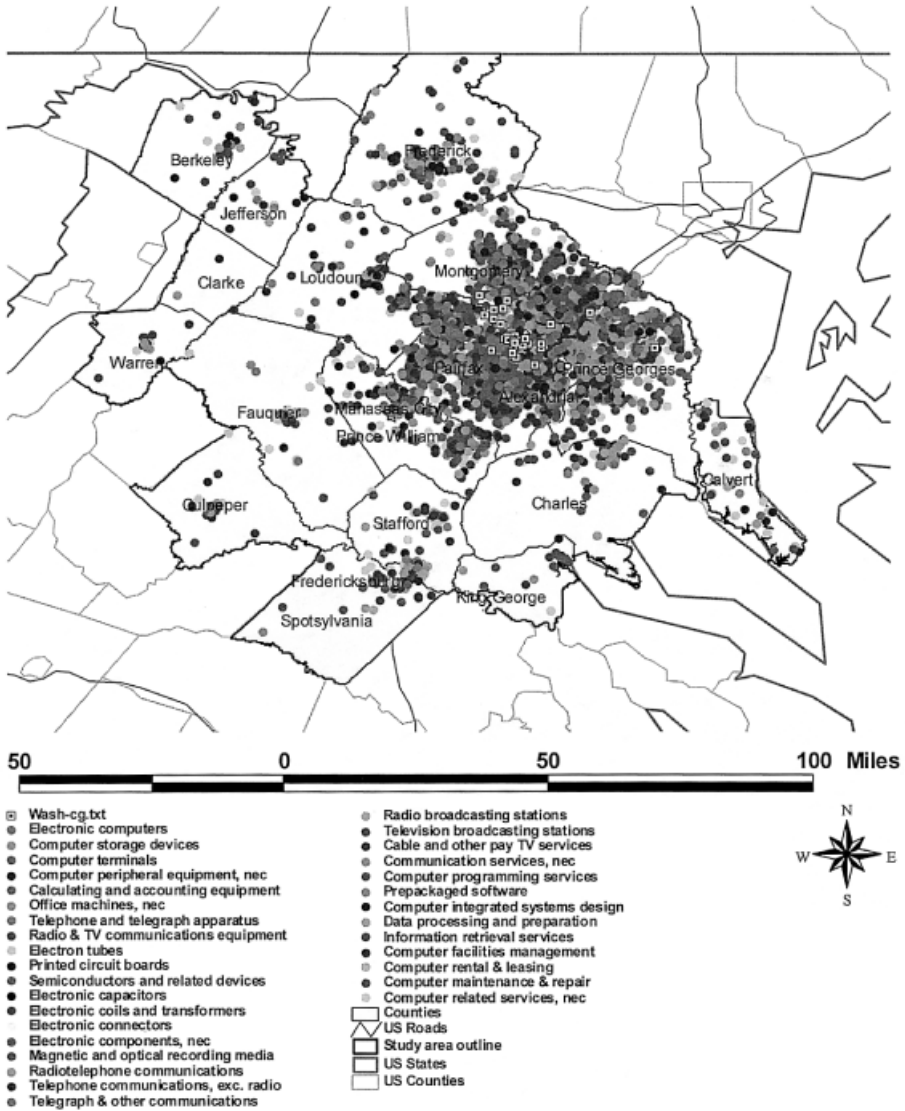 Frederick
Berkeley
Jefferson
Clarke
Loudoun
Montgomery
Warren
Fairfax
Prince Georges
Alexandria
Fauquier
Manassas City
Prince William
Culpeper
Stafford
Charles
Calvert
Fredericksburg
King George
Spotsylvania
50 0 50 100 Miles
Wash-cg.txt
Electronic computers
Computer storage devices
Computer terminals
Computer peripheral equipment, nec
Calculating and accounting equipment
Office machines, nec
Telephone and telegraph apparatus
Radio & TV communications equipment
Electron tubes
Printed circuit boards
Semiconductors and related devices
Electronic capacitors
Electronic coils and transformers
Electronic connectors
Electronic components, nec
Magnetic and optical recording media
Radiotelephone communications
Telephone communications, exc. radio
Telegraph & other communications
Radio broadcasting stations
Television broadcasting stations
Cable and other pay TV services
Communication services, nec
Computer programming services
Prepackaged software
Computer integrated systems design
Data processing and preparation
Information retrieval services
Computer facilities management
Computer rental & leasing
Computer maintenance & repair
Computer related services, nec
Counties
US Roads
Study area outline
US States
US Counties
N
W E
S